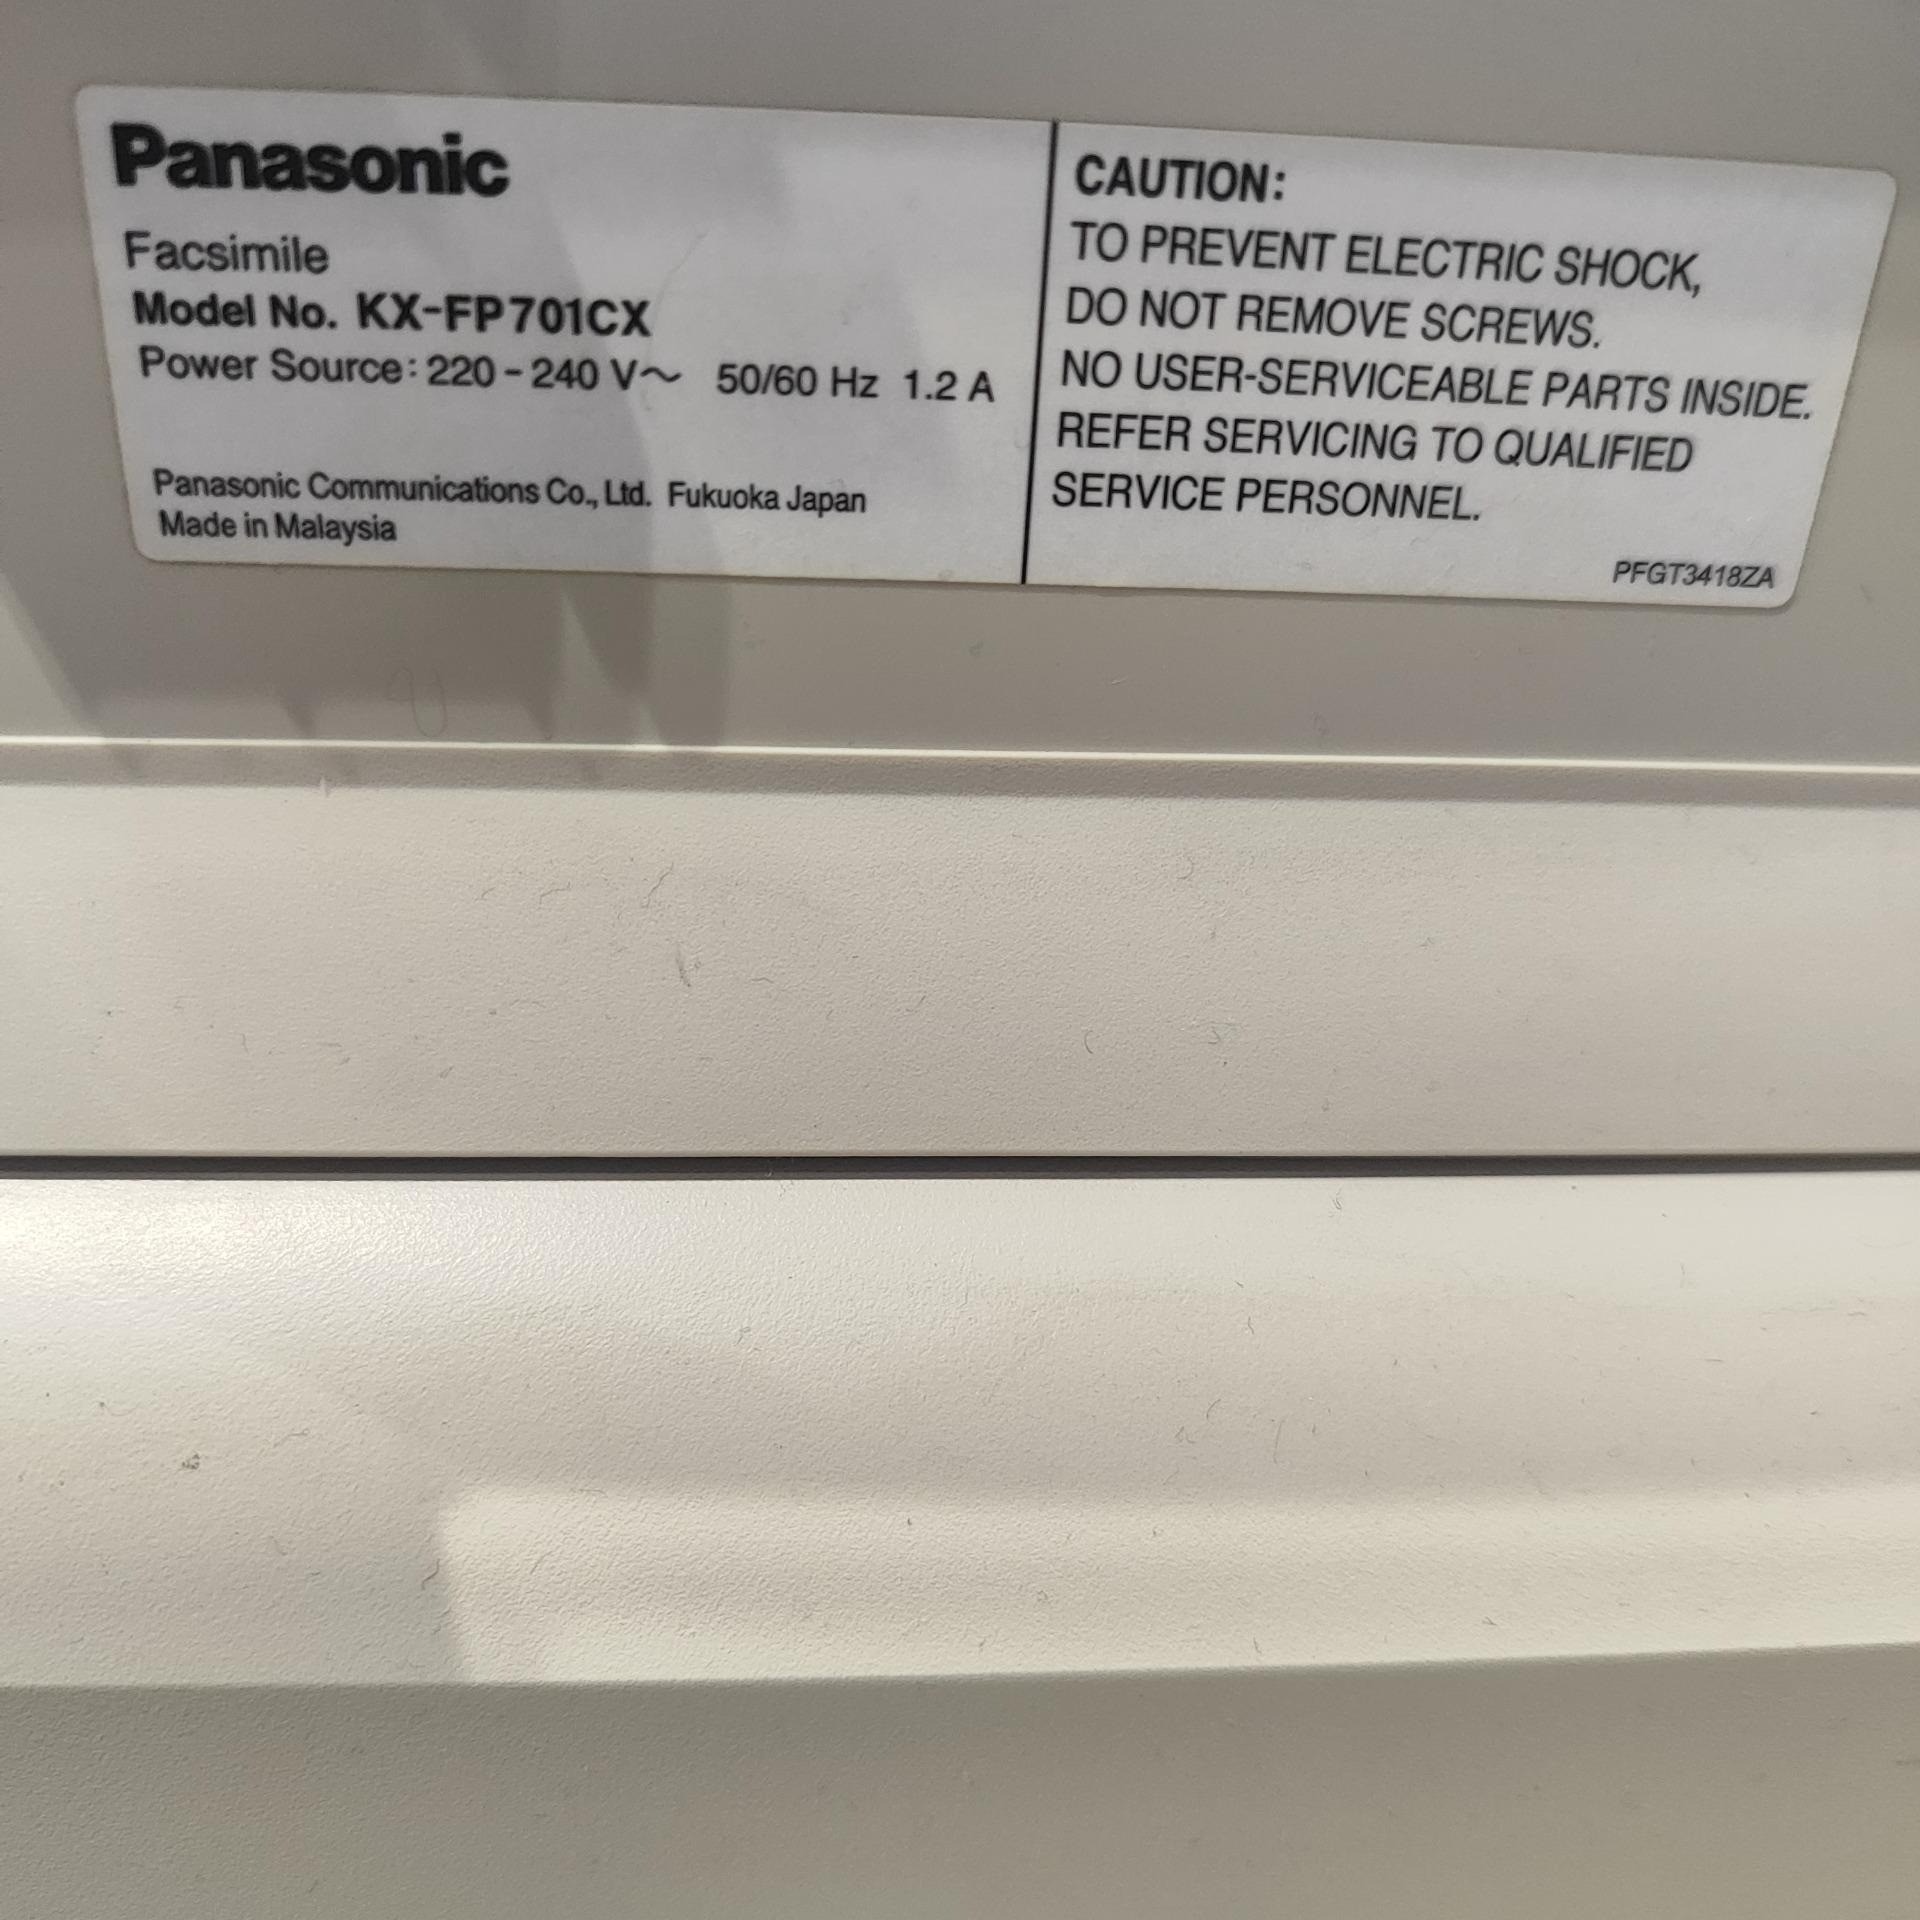 Panasonic
Facsimile
Model No. KX-FP701CX
Power Source: 220 - 240 V~ 50/60 Hz 1.2 A
Panasonic Communications Co., Ltd. Fukuoka Japan
Made in Malaysia
CAUTION:
TO PREVENT ELECTRIC SHOCK,
DO NOT REMOVE SCREWS.
NO USER-SERVICEABLE PARTS INSIDE.
REFER SERVICING TO QUALIFIED
SERVICE PERSONNEL.
PFGT3418ZA